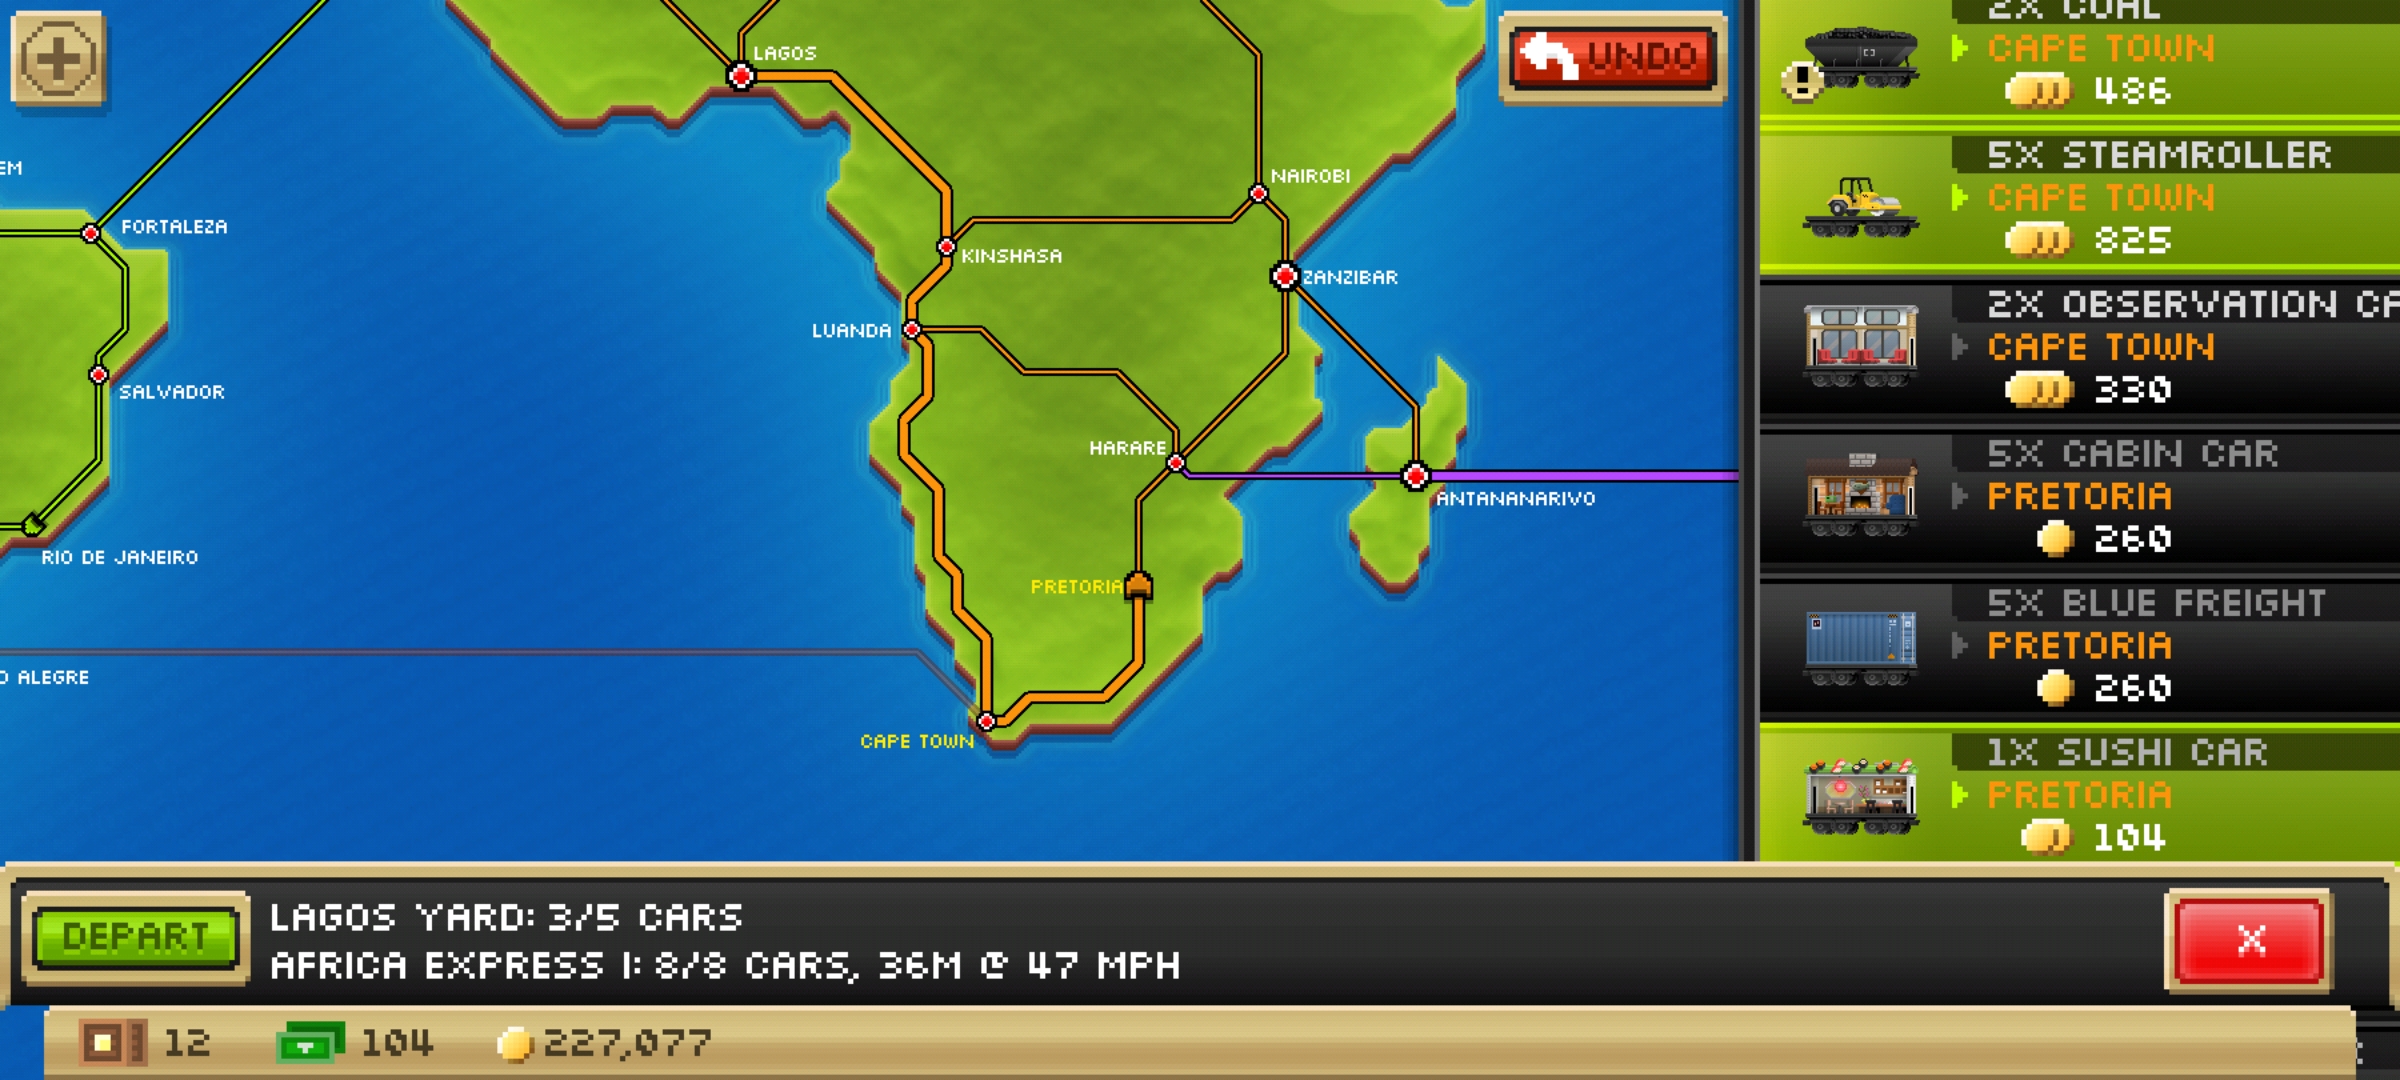 LAGOS
UNDO
EM
NAIROBI
FORTALEZA
KINSHASA
ZANZIBAR
LUANDA
SALVADOR
HARARE
ANTANANARIVO
RIO DE JANEIRO
PRETORIA
O ALEGRE
CAPE TOWN
2X COAL
CAPE TOWN
486
5X STEAMROLLER
CAPE TOWN
825
2X OBSERVATION CA
CAPE TOWN
330
5X CABIN CAR
PRETORIA
260
5X BLUE FREIGHT
PRETORIA
260
1X SUSHI CAR
PRETORIA
104
DEPART
LAGOS YARD: 3/5 CARS
AFRICA EXPRESS I: 8/8 CARS, 36M @ 47 MPH
X
12
104
227,077